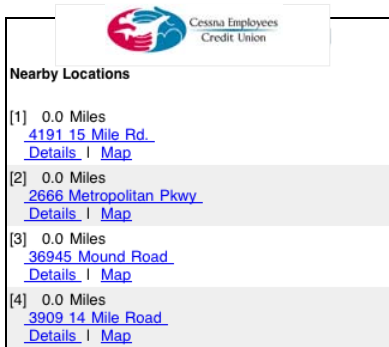 Cessna Employees
Credit Union
Nearby Locations
[1] 0.0 Miles
4191 15 Mile Rd.
Details | Map
[2] 0.0 Miles
2666 Metropolitan Pkwy
Details | Map
[3] 0.0 Miles
36945 Mound Road
Details | Map
[4] 0.0 Miles
3909 14 Mile Road
Details | Map